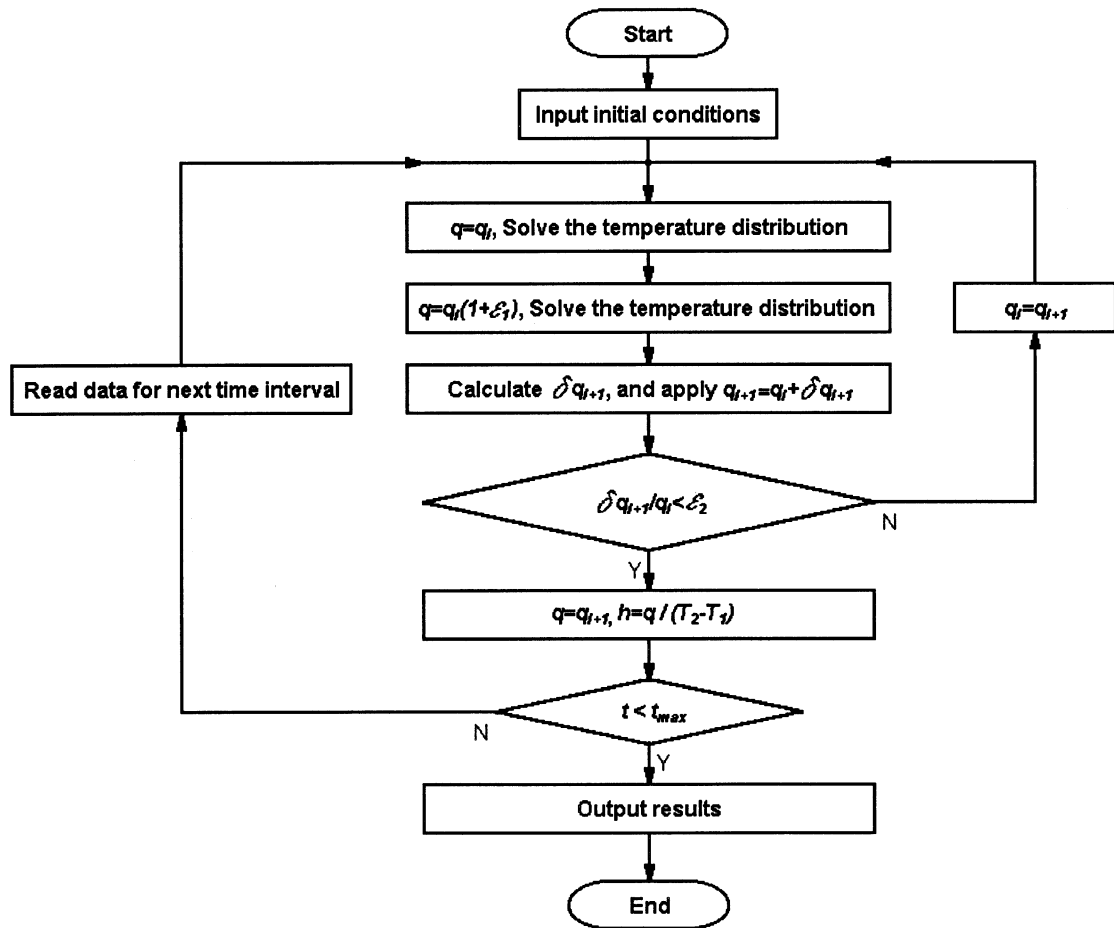 Start
Input initial conditions
q=qᵢ, Solve the temperature distribution
q=qᵢ(1+ℰ₁), Solve the temperature distribution
qᵢ=qᵢ₊₁
Read data for next time interval
Calculate δqᵢ₊₁, and apply qᵢ₊₁=qᵢ+δqᵢ₊₁
δqᵢ₊₁/qᵢ<ℰ₂
N
Y
q=qᵢ₊₁, h=q / (T₂-T₁)
t < tₘₐₓ
N
Y
Output results
End